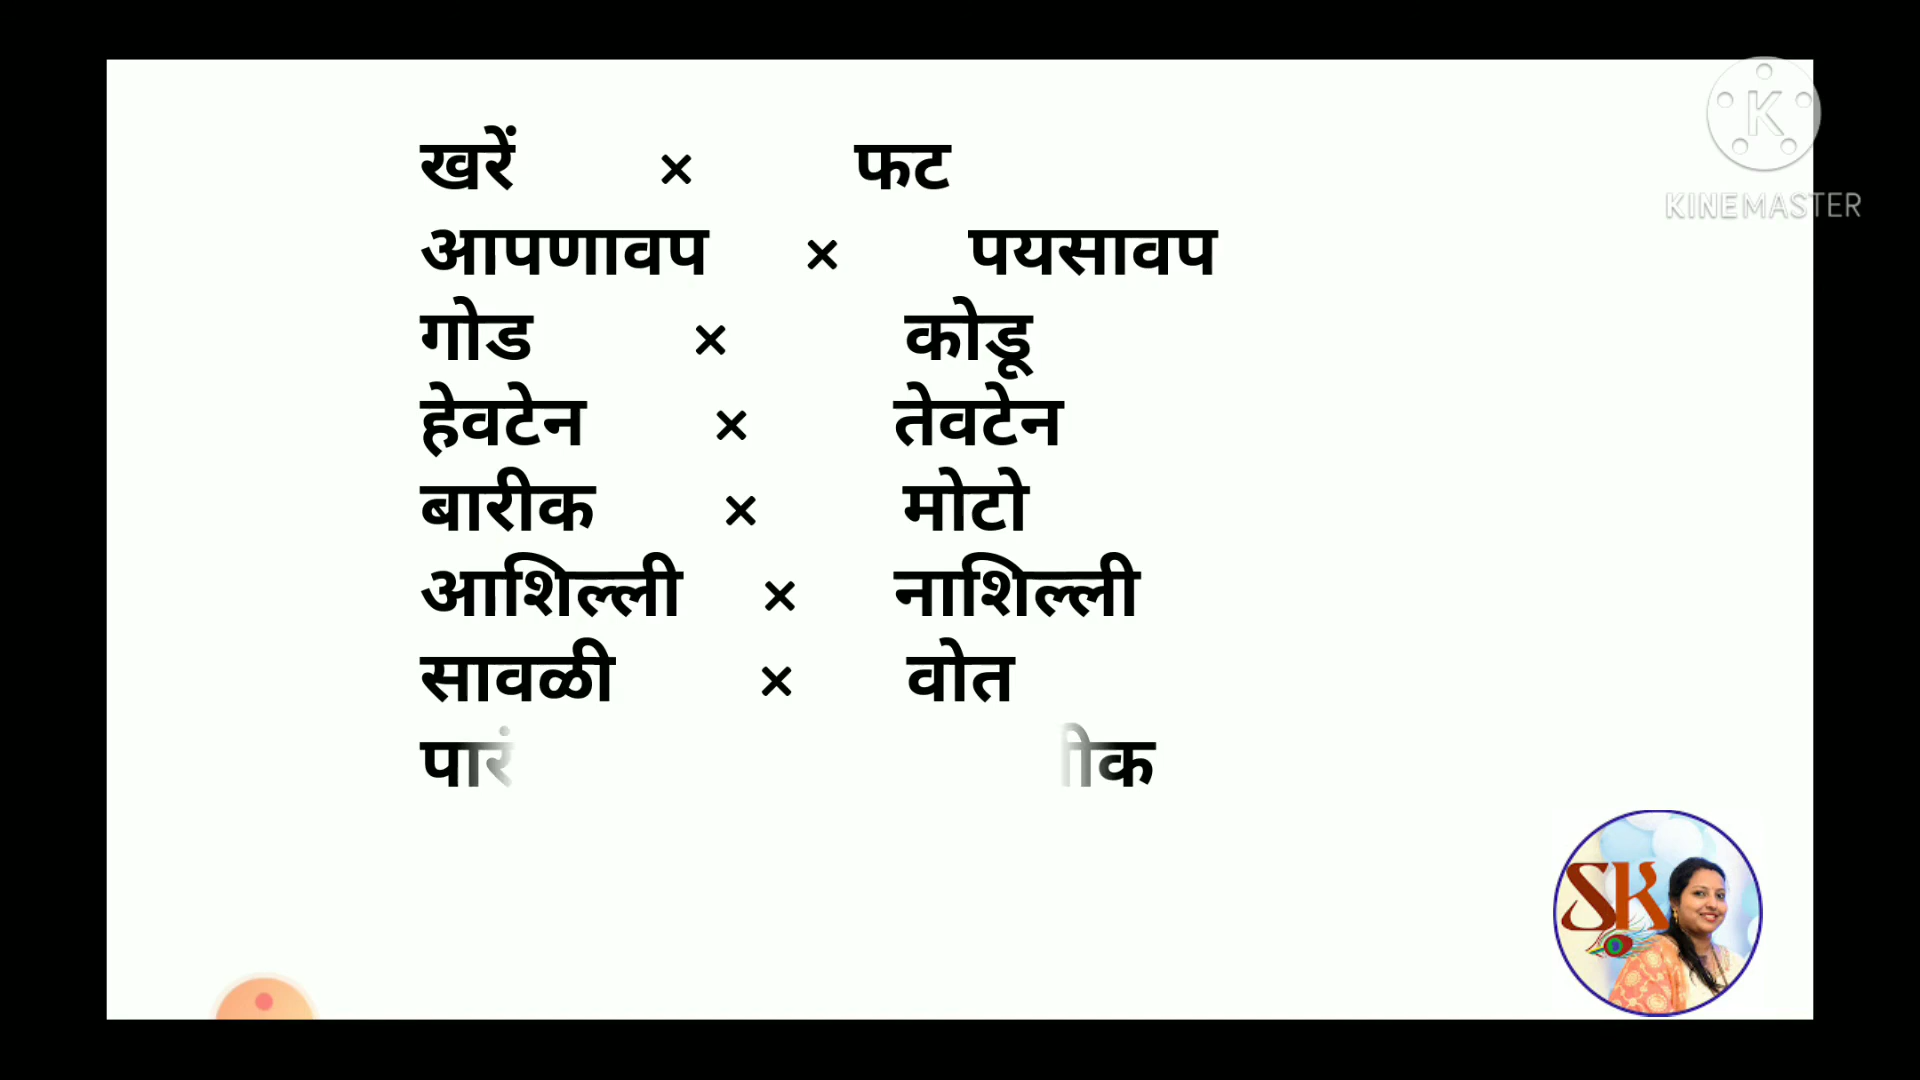 खरें × फट
आपणावप × पयसावप
गोड × कोडू
हेवटेन × तेवटेन
बारीक × मोटो
आशिल्ली × नाशिल्ली
सावळी × वोत
KINEMASTER
SK